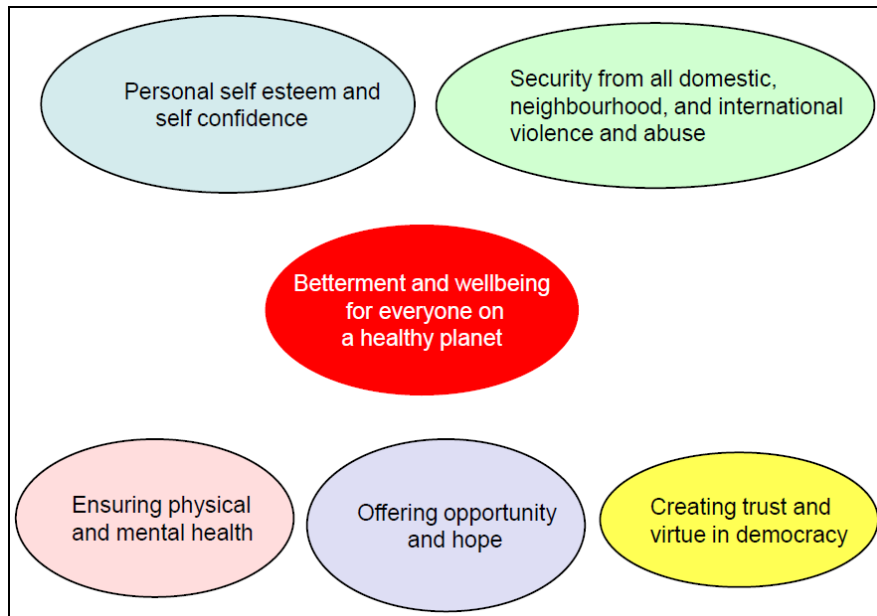 Personal self esteem and
self confidence
Security from all domestic,
neighbourhood, and international
violence and abuse
Betterment and wellbeing
for everyone on
a healthy planet
Ensuring physical
and mental health
Offering opportunity
and hope
Creating trust and
virtue in democracy